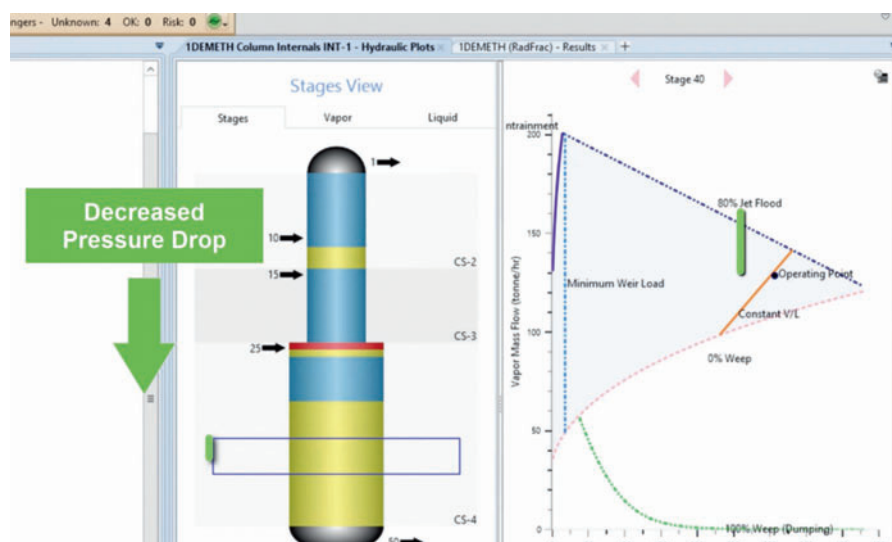 ngers - Unknown: 4 OK: 0 Risk: 0
1DEMETH Column Internals INT-1 - Hydraulic Plots × 1DEMETH (RadFrac) - Results × +
Stages View
Stages Vapor Liquid
1
10
CS-2
15
CS-3
25
CS-4
50
Decreased
Pressure Drop
Stage 40
ntrainment
200
80% Jet Flood
150
Operating Point
Minimum Weir Load
Constant V/L
Vapor Mass Flow (tonne/hr)
100
0% Weep
50
0
100% Weep (Dumping)